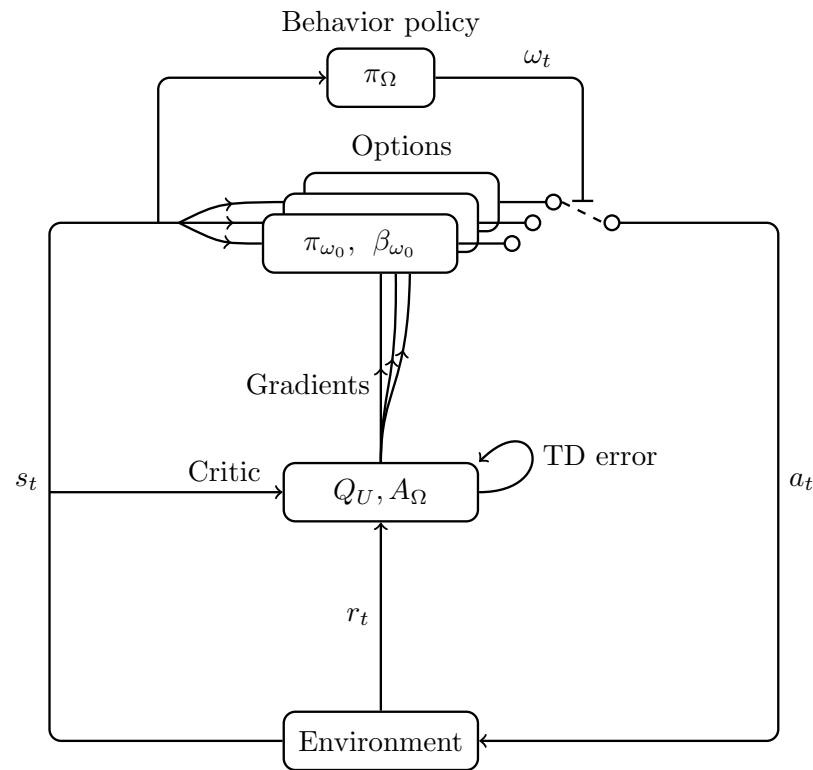 Behavior policy
π_Ω
ω_t
Options
π_{ω_0}, β_{ω_0}
Gradients
Critic
TD error
s_t
Q_U, A_Ω
a_t
r_t
Environment